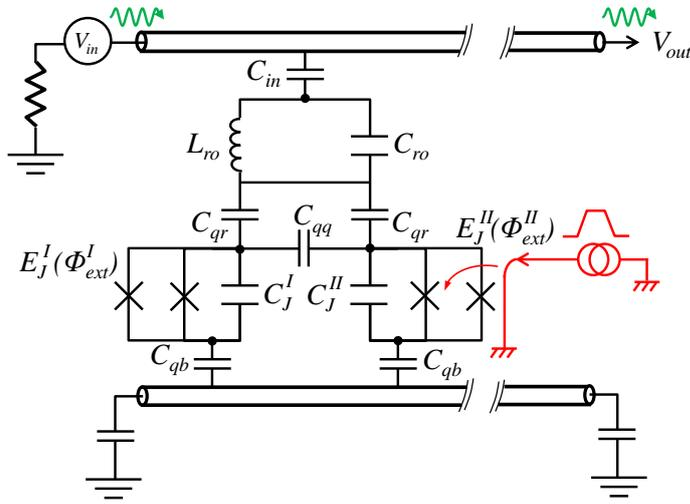 V_in
V_out
C_in
L_ro
C_ro
C_qr
C_qq
C_qr
E_J^II(Φ_ext^II)
E_J^I(Φ_ext^I)
C_J^I
C_J^II
C_qb
C_qb